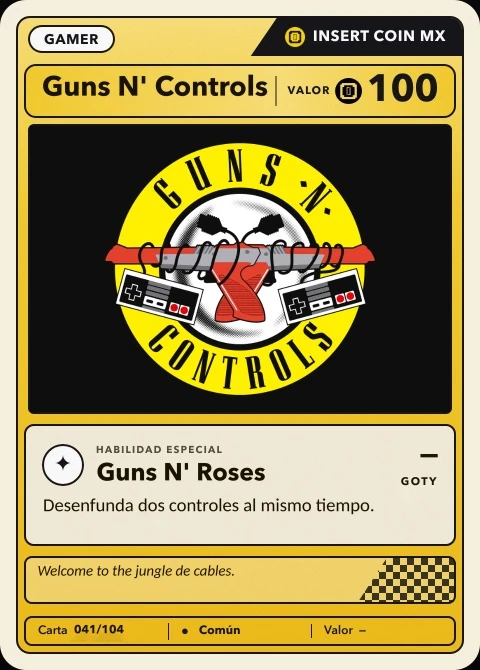 GAMER
INSERT COIN MX
Guns N' Controls
VALOR 100
GUNS ·N·
CONTROLS
HABILIDAD ESPECIAL
Guns N' Roses
—
GOTY
Desenfunda dos controles al mismo tiempo.
Welcome to the jungle de cables.
Carta 041/104 • Común Valor —